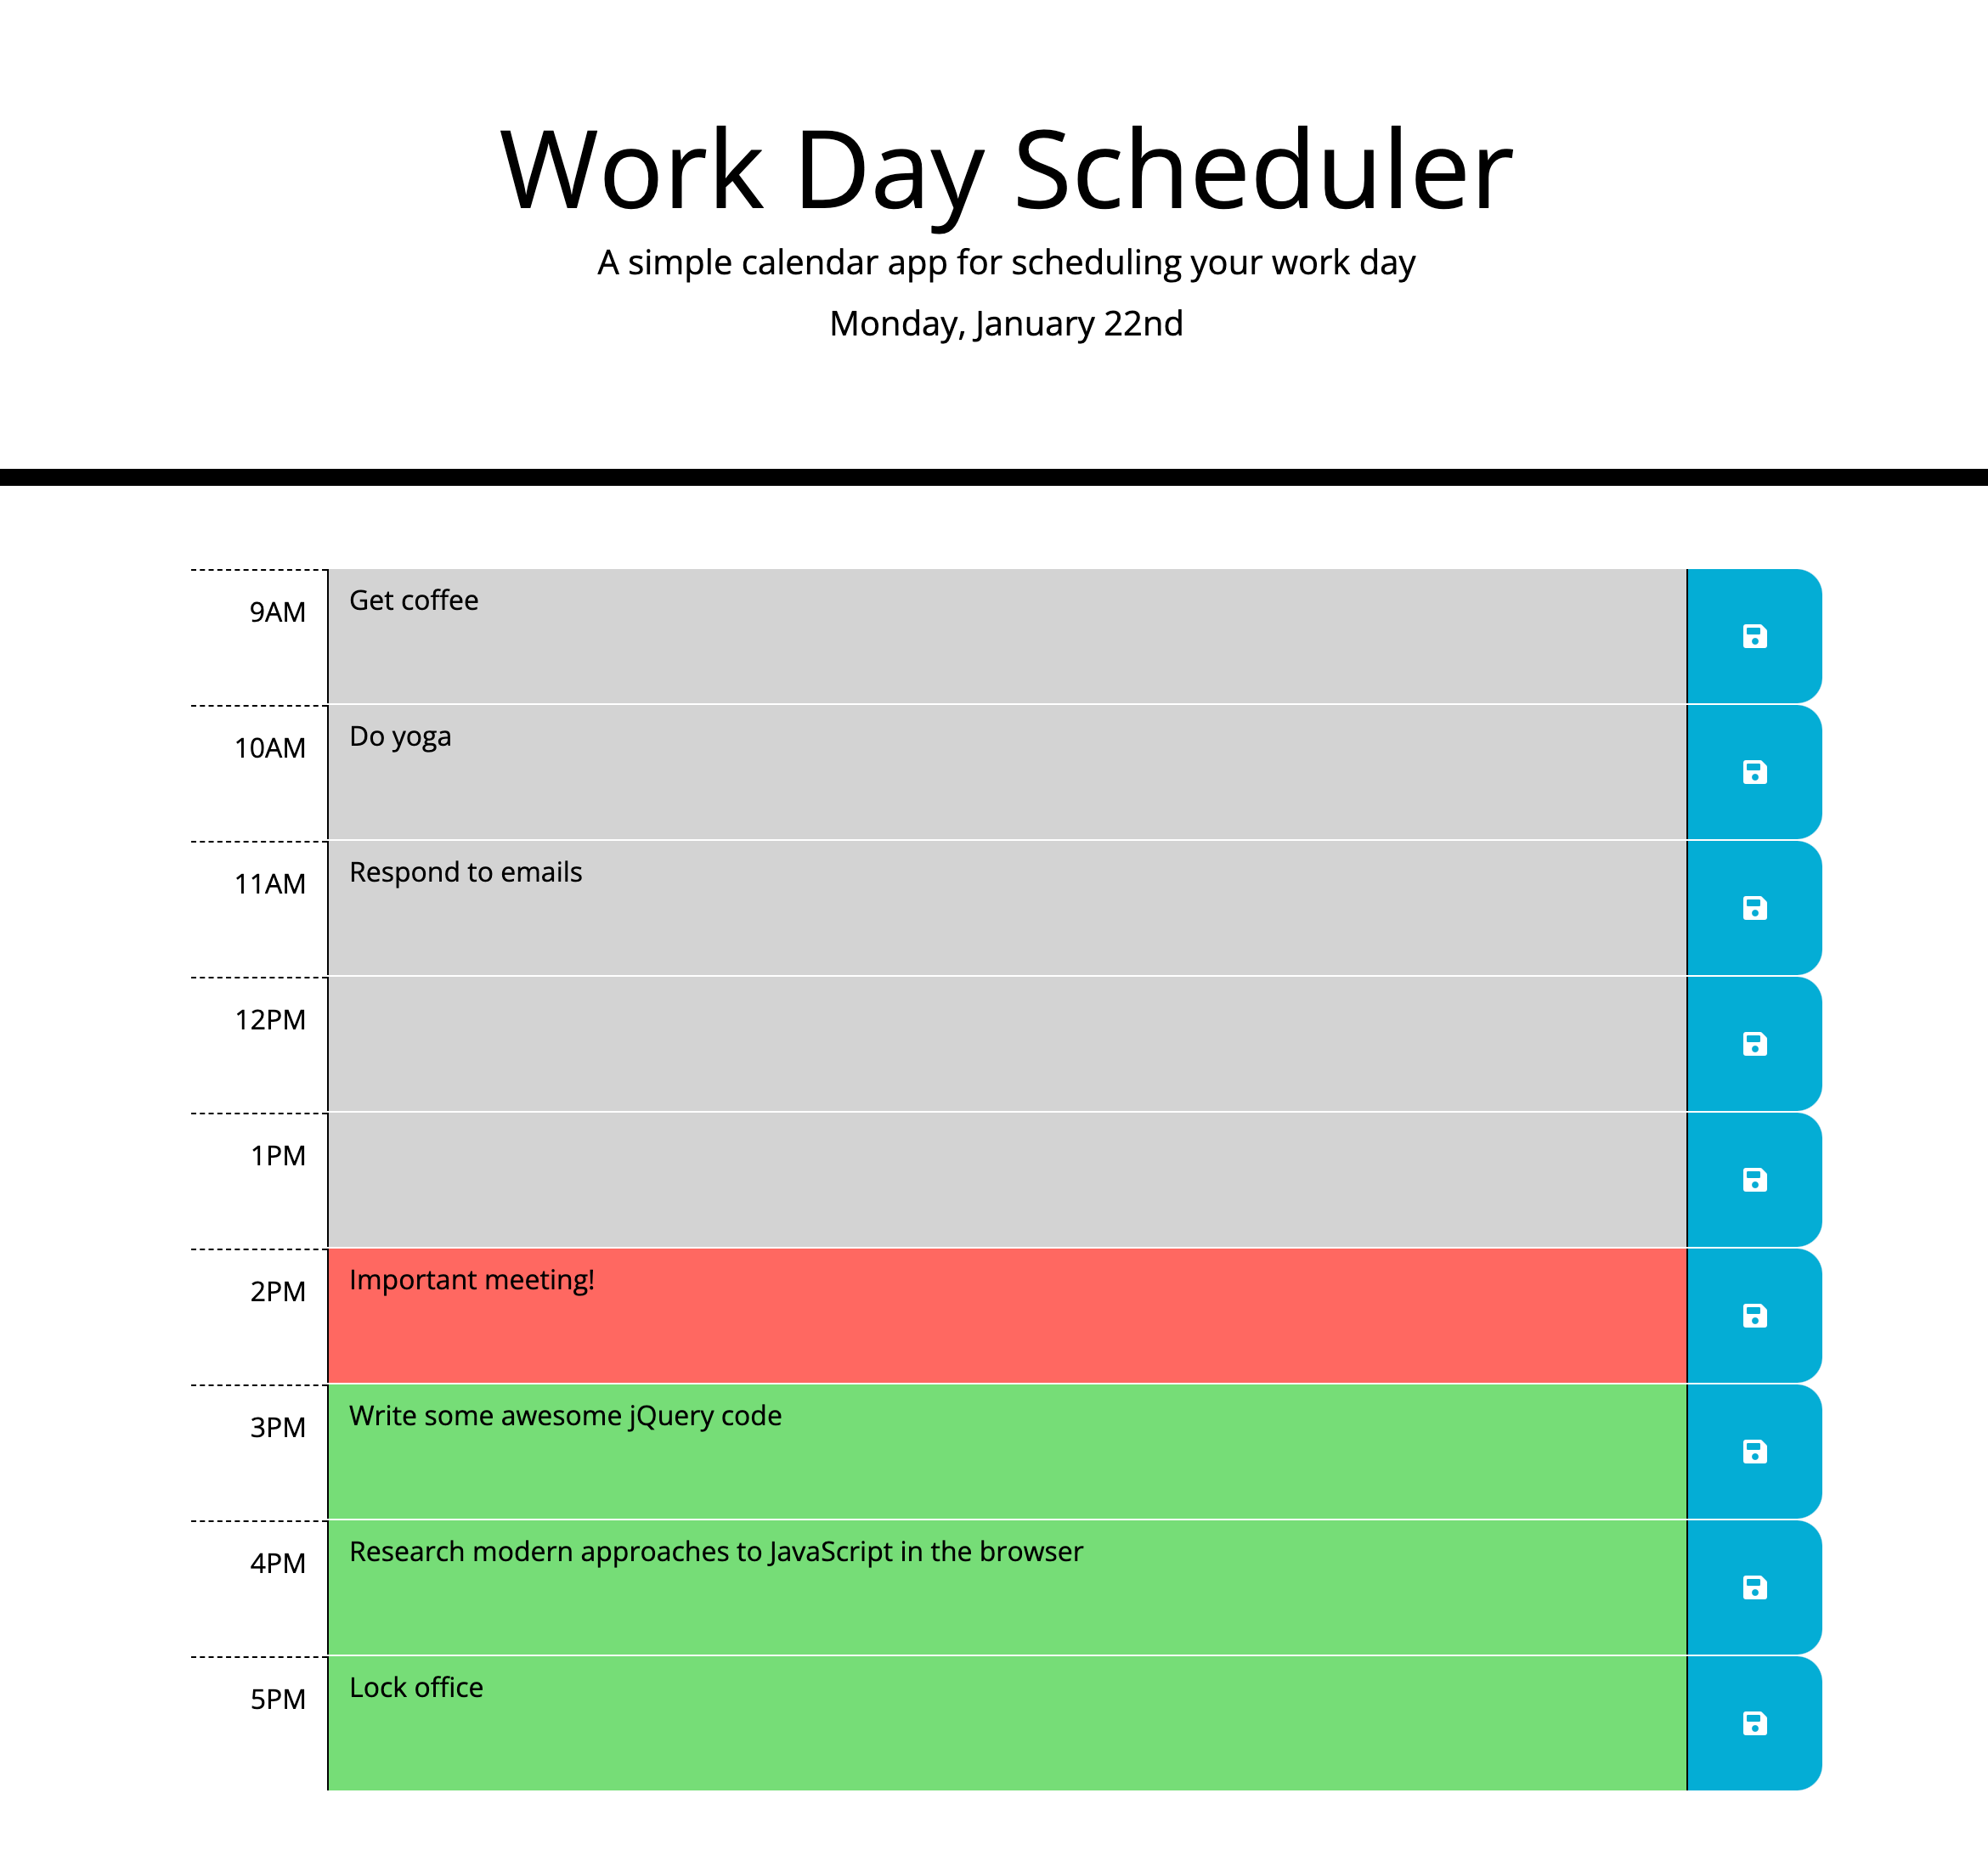 Work Day Scheduler
A simple calendar app for scheduling your work day
Monday, January 22nd
9AM Get coffee
10AM Do yoga
11AM Respond to emails
12PM
1PM
2PM Important meeting!
3PM Write some awesome jQuery code
4PM Research modern approaches to JavaScript in the browser
5PM Lock office